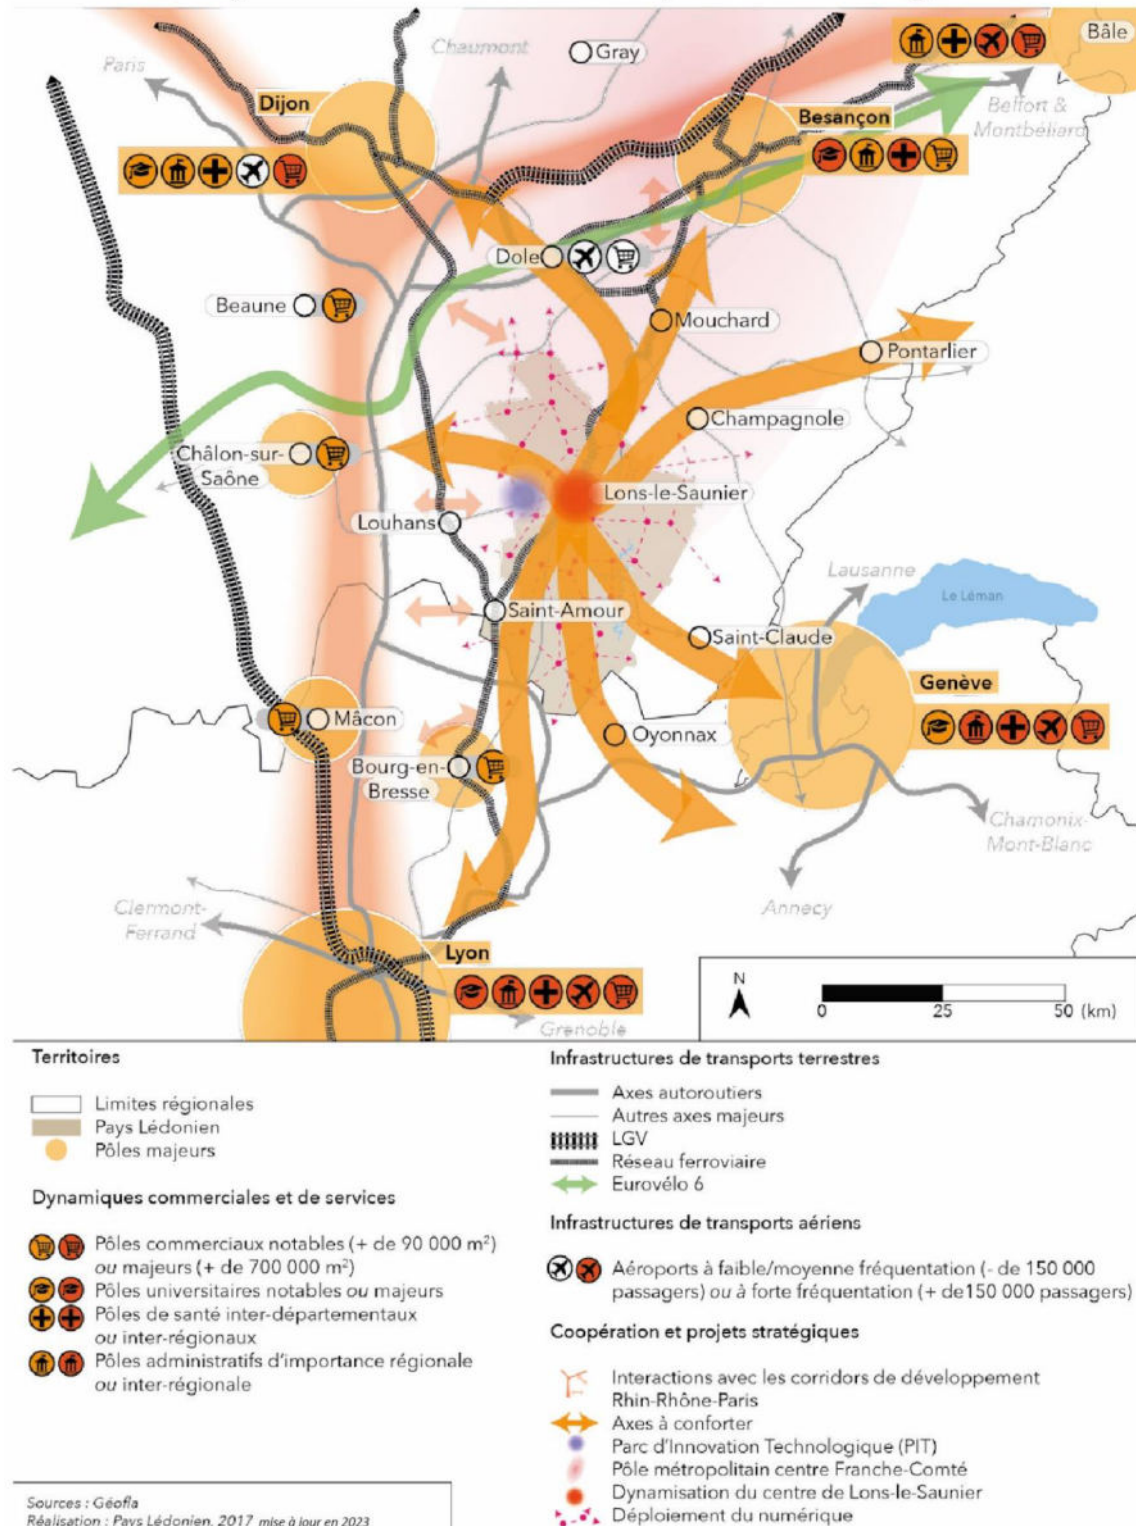 Chaumont
Gray
Bâle
Paris
Dijon
Besançon
Belfort &
Montbéliard
Dole
Beaune
Mouchard
Pontarlier
Champagnole
Châlon-sur-
Saône
Lons-le-Saunier
Louhans
Lausanne
Le Léman
Saint-Amour
Saint-Claude
Genève
Mâcon
Oyonnax
Bourg-en-
Bresse
Chamonix-
Mont-Blanc
Clermont-
Ferrand
Annecy
Lyon
Grenoble
N
0 25 50 (km)
Territoires
Limites régionales
Pays Lédonien
Pôles majeurs
Dynamiques commerciales et de services
Pôles commerciaux notables (+ de 90 000 m²)
ou majeurs (+ de 700 000 m²)
Pôles universitaires notables ou majeurs
Pôles de santé inter-départementaux
ou inter-régionaux
Pôles administratifs d'importance régionale
ou inter-régionale
Infrastructures de transports terrestres
Axes autoroutiers
Autres axes majeurs
LGV
Réseau ferroviaire
Eurovélo 6
Infrastructures de transports aériens
Aéroports à faible/moyenne fréquentation (- de 150 000
passagers) ou à forte fréquentation (+ de150 000 passagers)
Coopération et projets stratégiques
Interactions avec les corridors de développement
Rhin-Rhône-Paris
Axes à conforter
Parc d'Innovation Technologique (PIT)
Pôle métropolitain centre Franche-Comté
Dynamisation du centre de Lons-le-Saunier
Déploiement du numérique
Sources : Géofla
Réalisation : Pays Lédonien, 2017 mise à jour en 2023